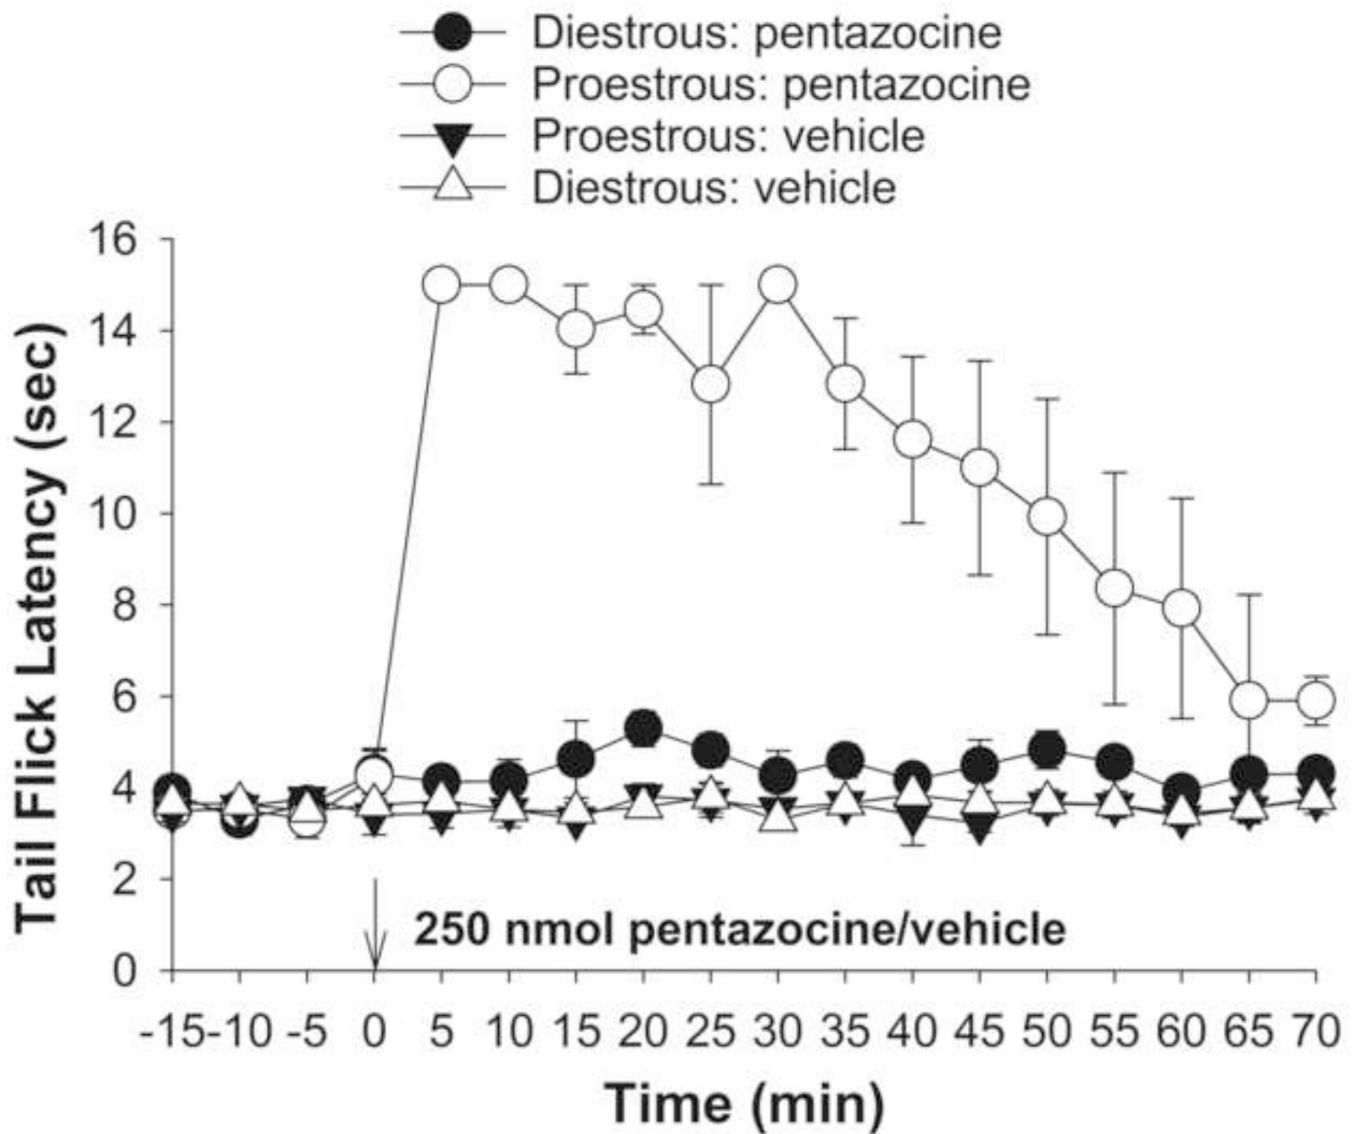 Diestrous: pentazocine
Proestrous: pentazocine
Proestrous: vehicle
Diestrous: vehicle
16
14
12
10
8
6
4
2
0
Tail Flick Latency (sec)
250 nmol pentazocine/vehicle
-15 -10 -5 0 5 10 15 20 25 30 35 40 45 50 55 60 65 70
Time (min)